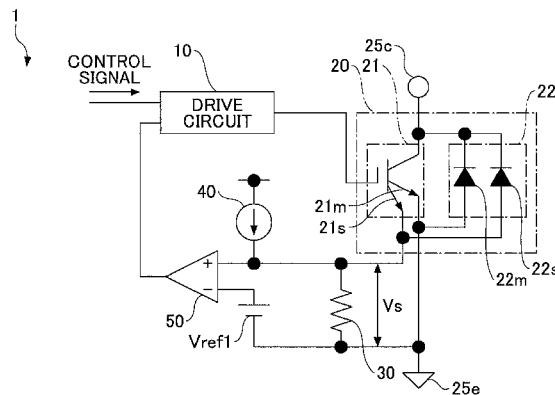 1
CONTROL
SIGNAL
10
DRIVE
CIRCUIT
25c
20
21
22
40
21m
21s
22m
22s
+
−
50
Vref1
Vs
30
25e